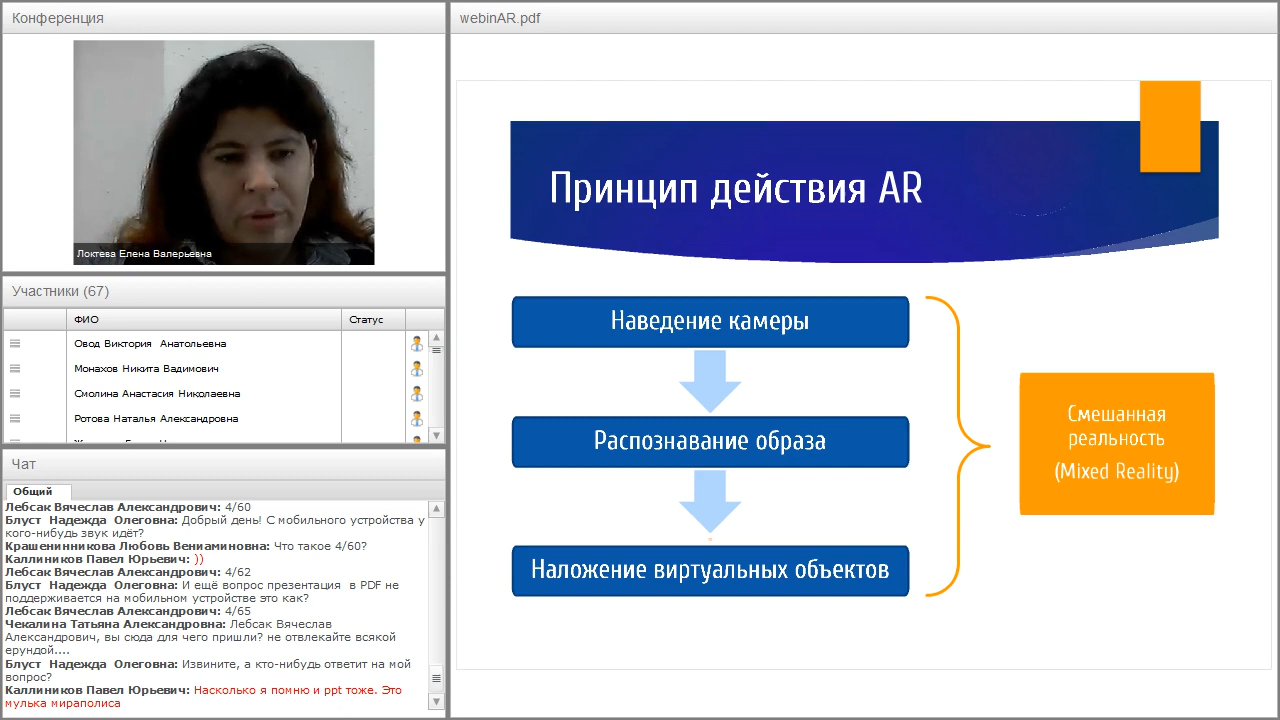 Конференция
Локтева Елена Валерьевна
Участники (67)
ФИО
Статус
Овод Виктория Анатольевна
Монахов Никита Вадимович
Смолина Анастасия Николаевна
Ротова Наталья Александровна
Чат
Общий
Лебсак Вячеслав Александрович: 4/60
Блуст Надежда Олеговна: Добрый день! С мобильного устройства у
кого-нибудь звук идёт?
Крашенинникова Любовь Вениаминовна: Что такое 4/60?
Каллиников Павел Юрьевич: ))
Лебсак Вячеслав Александрович: 4/62
Блуст Надежда Олеговна: И ещё вопрос презентация в PDF не
поддерживается на мобильном устройстве это как?
Лебсак Вячеслав Александрович: 4/65
Чекалина Татьяна Александровна: Лебсак Вячеслав
Александрович, вы сюда для чего пришли? не отвлекайте всякой
ерундой....
Блуст Надежда Олеговна: Извините, а кто-нибудь ответит на мой
вопрос?
Каллиников Павел Юрьевич: Насколько я помню и ppt тоже. Это
мулька мираполиса
webinAR.pdf
Принцип действия AR
Наведение камеры
Распознавание образа
Наложение виртуальных объектов
Смешанная
реальность
(Mixed Reality)